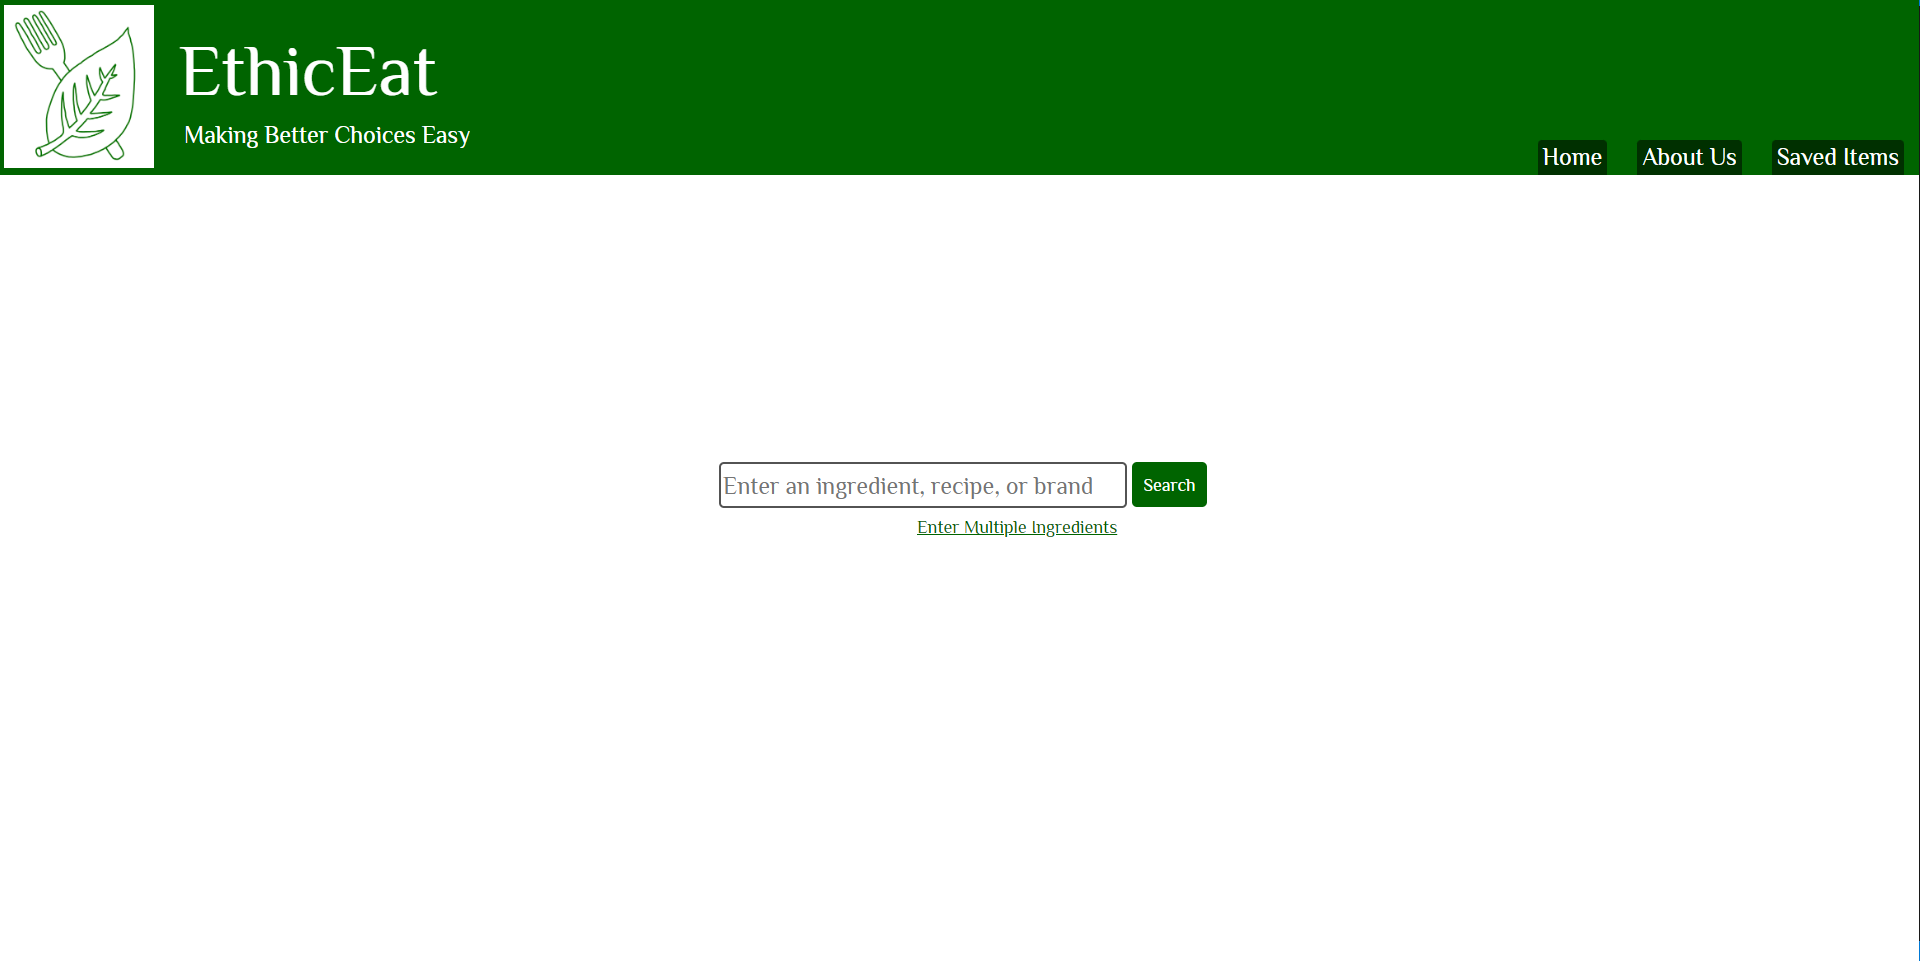 EthicEat
Making Better Choices Easy
Home About Us Saved Items
Enter an ingredient, recipe, or brand Search
Enter Multiple Ingredients